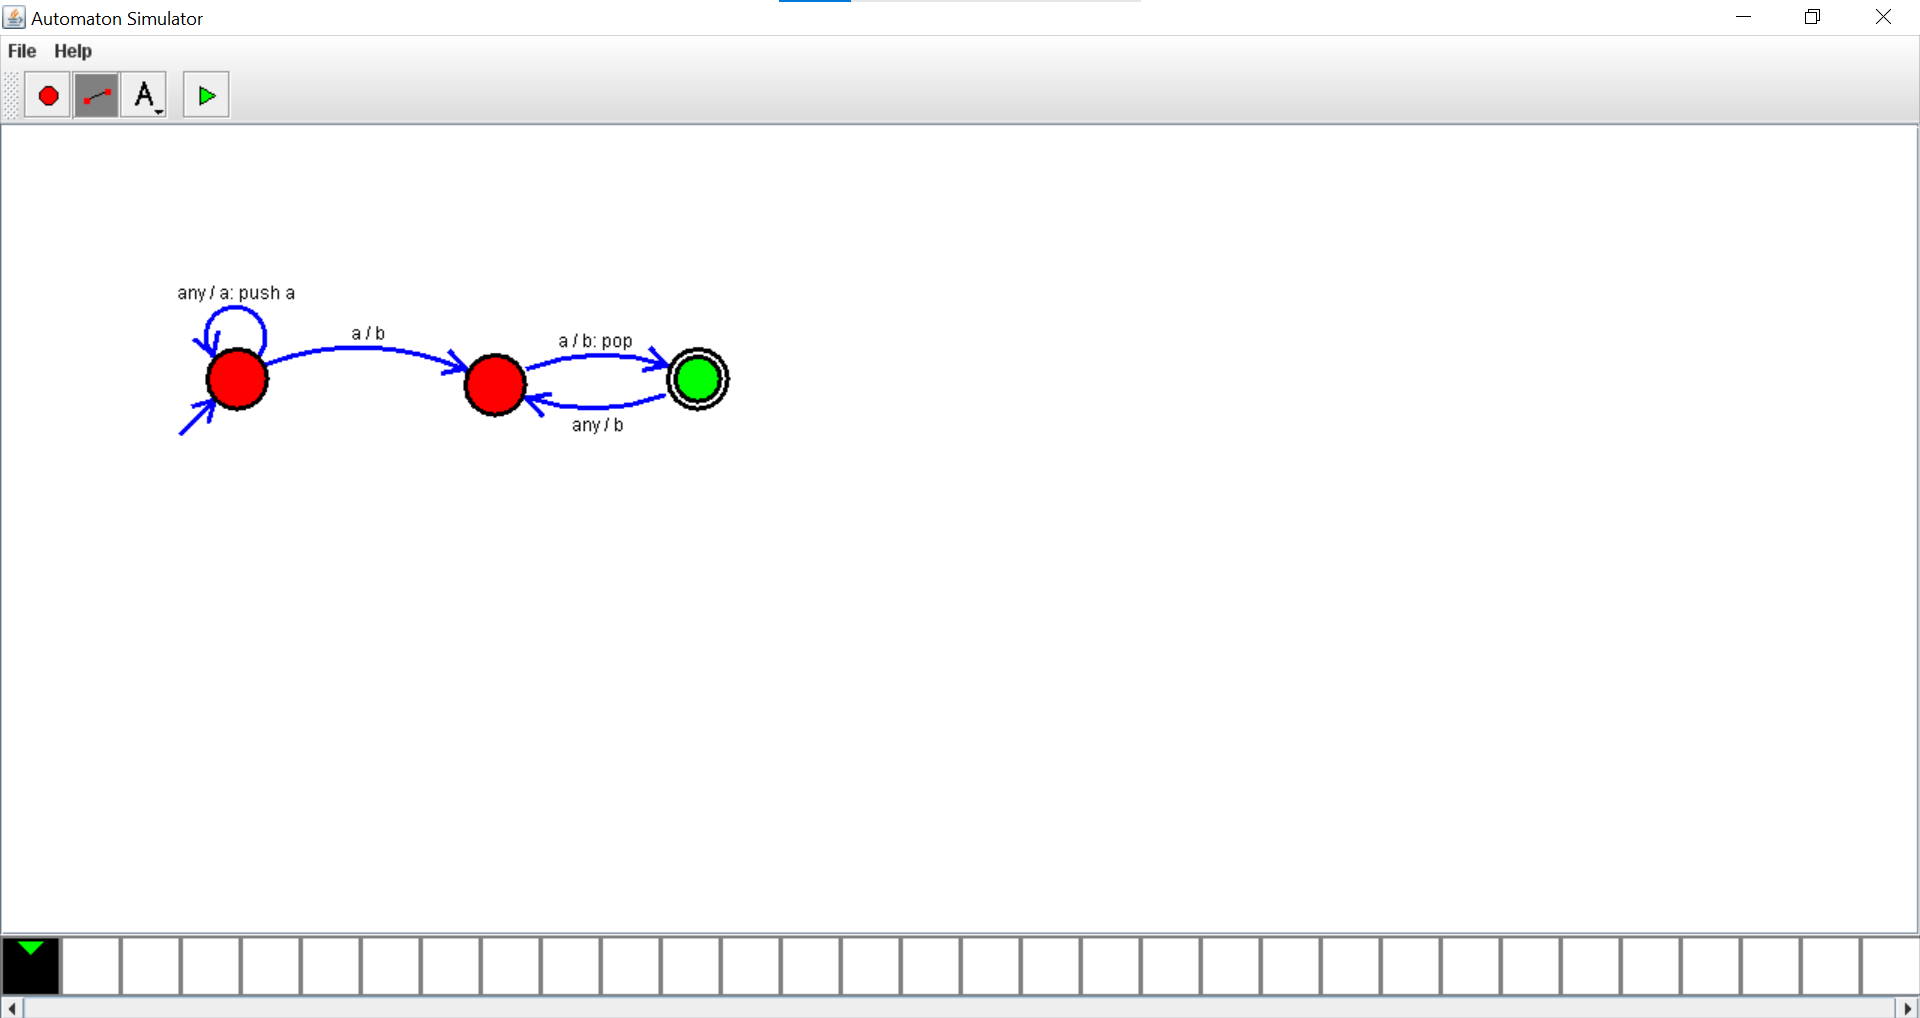 Automaton Simulator
File Help
A
any / a: push a
a / b
a / b: pop
any / b